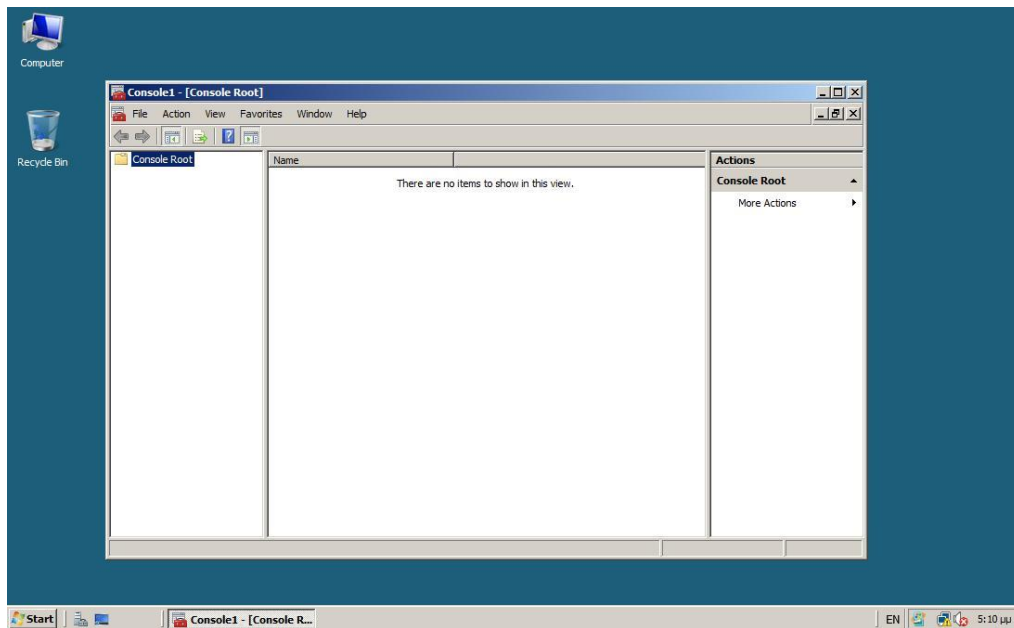 Computer
Recycle Bin
Console1 - [Console Root]
File Action View Favorites Window Help
Console Root
Name
There are no items to show in this view.
Actions
Console Root
More Actions
Start
Console1 - [Console R...
EN
5:10 μμ